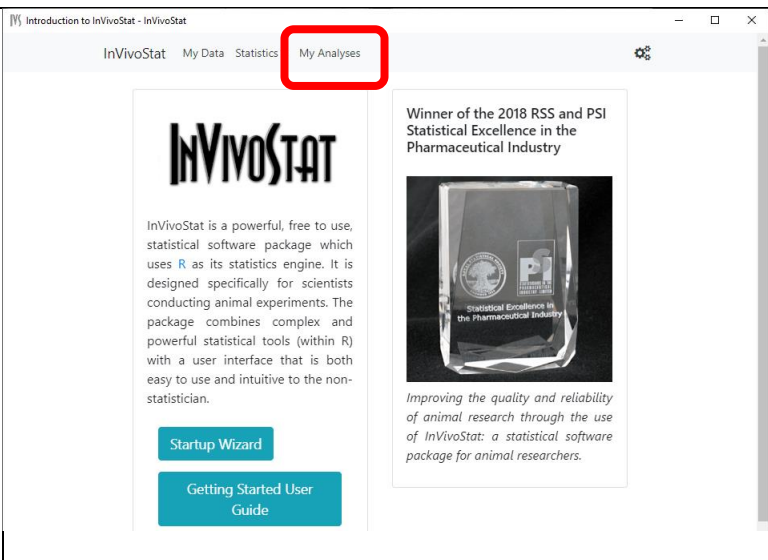 Introduction to InVivoStat - InVivoStat
InVivoStat My Data Statistics My Analyses
INVIVOSTAT
InVivoStat is a powerful, free to use,
statistical software package which
uses R as its statistics engine. It is
designed specifically for scientists
conducting animal experiments. The
package combines complex and
powerful statistical tools (within R)
with a user interface that is both
easy to use and intuitive to the non-
statistician.
Startup Wizard
Getting Started User
Guide
Winner of the 2018 RSS and PSI
Statistical Excellence in the
Pharmaceutical Industry
PSI
Statistical Excellence in
the Pharmaceutical Industry
Improving the quality and reliability
of animal research through the use
of InVivoStat: a statistical software
package for animal researchers.